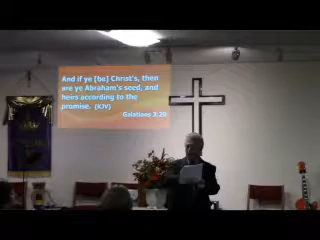 And if ye [be] Christ's, then
are ye Abraham's seed, and
heirs according to the
promise. (KJV)
Galatians 3:29